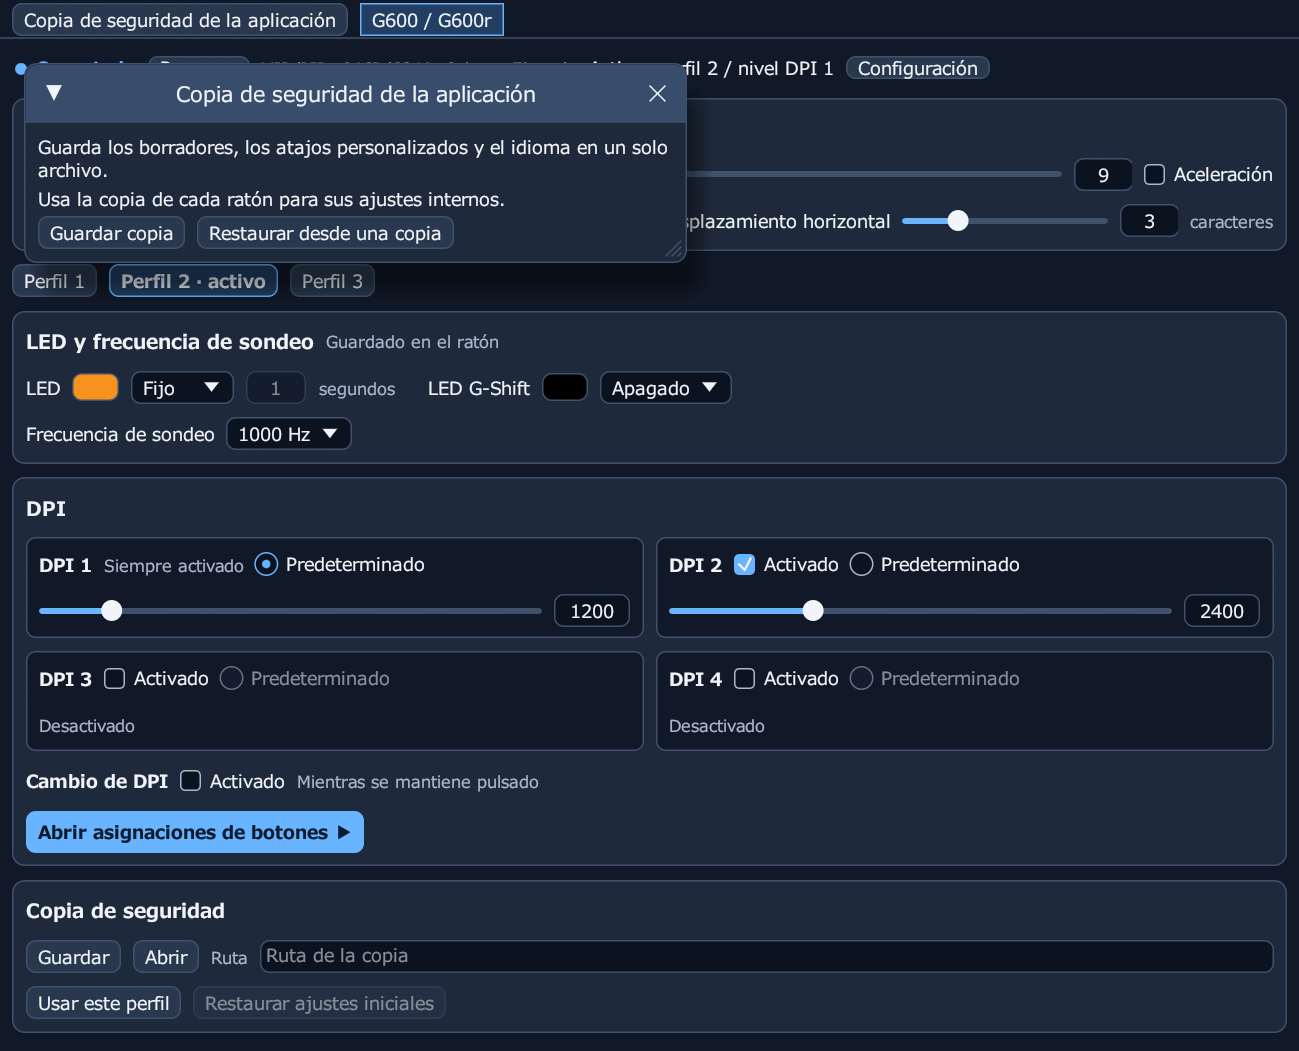 Copia de seguridad de la aplicación G600 / G600r
fil 2 / nivel DPI 1 Configuración
Copia de seguridad de la aplicación
Guarda los borradores, los atajos personalizados y el idioma en un solo
archivo.
Usa la copia de cada ratón para sus ajustes internos.
Guardar copia Restaurar desde una copia
9 Aceleración
splazamiento horizontal 3 caracteres
Perfil 1 Perfil 2 · activo Perfil 3
LED y frecuencia de sondeo Guardado en el ratón
LED Fijo 1 segundos LED G-Shift Apagado
Frecuencia de sondeo 1000 Hz
DPI
DPI 1 Siempre activado Predeterminado
1200
DPI 2 Activado Predeterminado
2400
DPI 3 Activado Predeterminado
Desactivado
DPI 4 Activado Predeterminado
Desactivado
Cambio de DPI Activado Mientras se mantiene pulsado
Abrir asignaciones de botones
Copia de seguridad
Guardar Abrir Ruta Ruta de la copia
Usar este perfil Restaurar ajustes iniciales